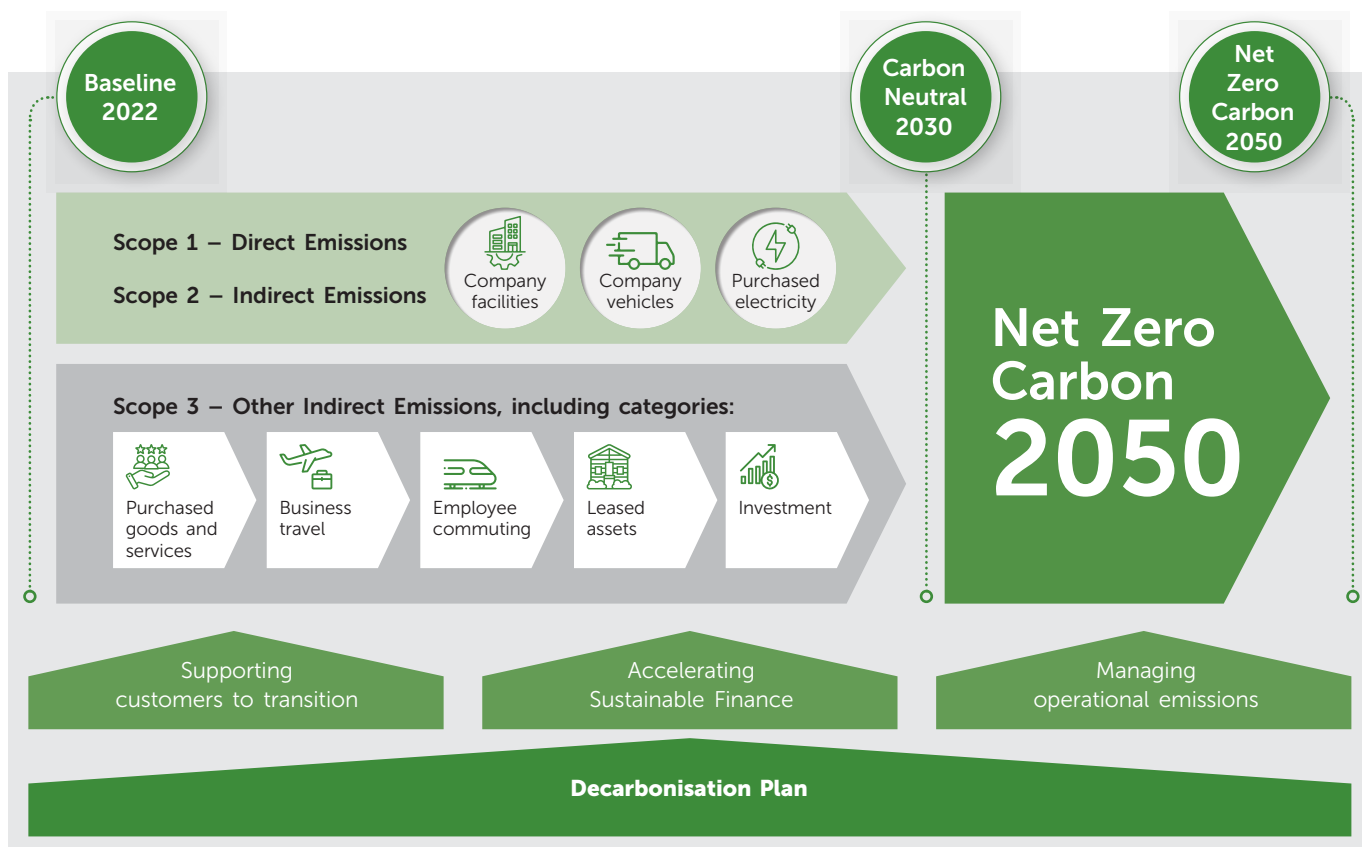 Baseline
2022
Carbon
Neutral
2030
Net
Zero
Carbon
2050
Scope 1 – Direct Emissions
Scope 2 – Indirect Emissions
Company
facilities
Company
vehicles
Purchased
electricity
Scope 3 – Other Indirect Emissions, including categories:
Purchased
goods and
services
Business
travel
Employee
commuting
Leased
assets
Investment
Net Zero
Carbon
2050
Supporting
customers to transition
Accelerating
Sustainable Finance
Managing
operational emissions
Decarbonisation Plan